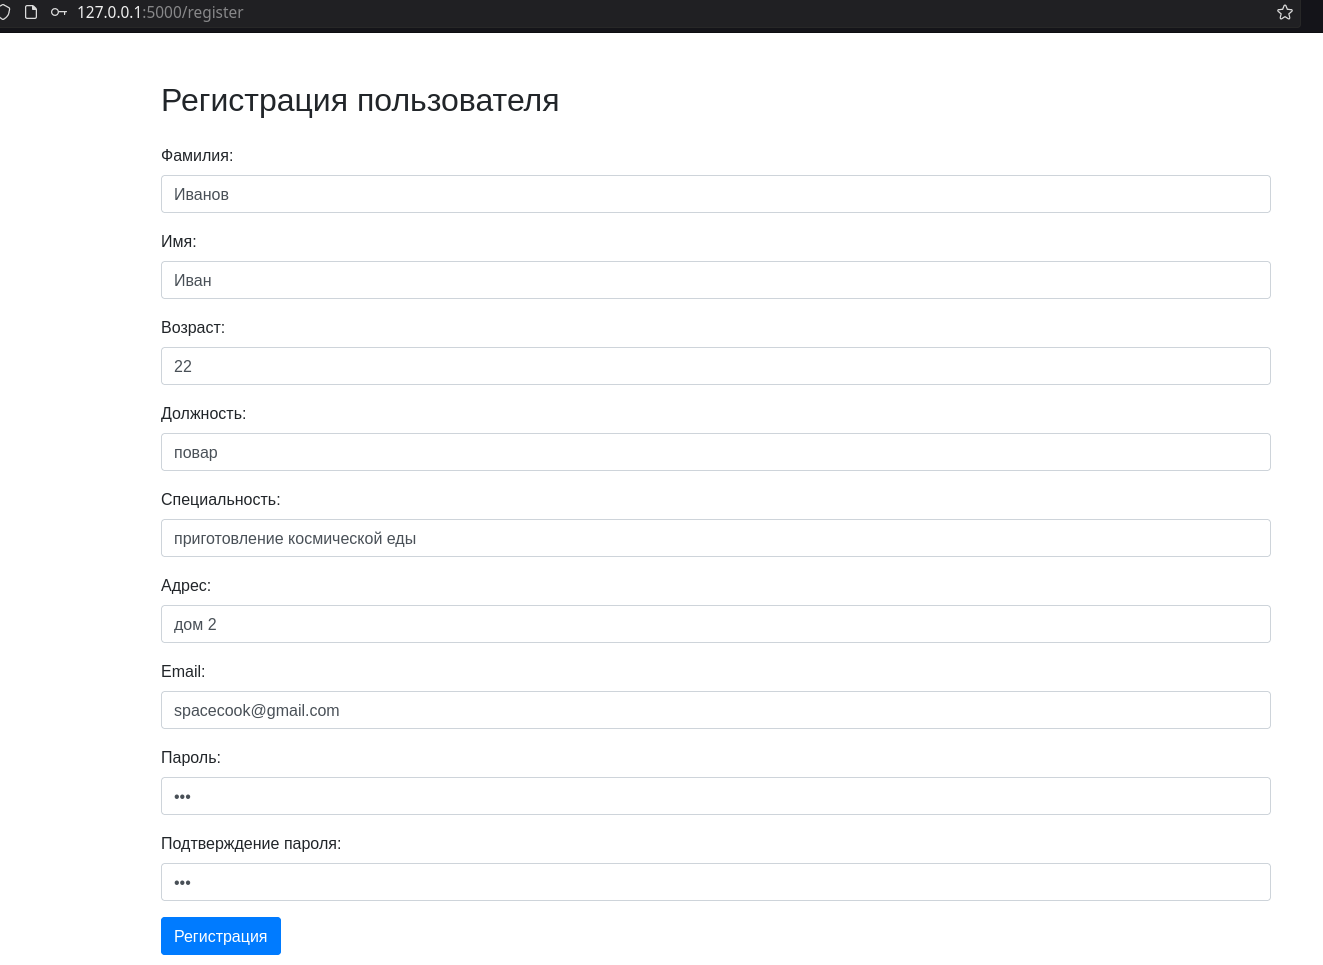 127.0.0.1:5000/register
Регистрация пользователя
Фамилия:
Иванов
Имя:
Иван
Возраст:
22
Должность:
повар
Специальность:
приготовление космической еды
Адрес:
дом 2
Email:
spacecook@gmail.com
Пароль:
•••
Подтверждение пароля:
•••
Регистрация